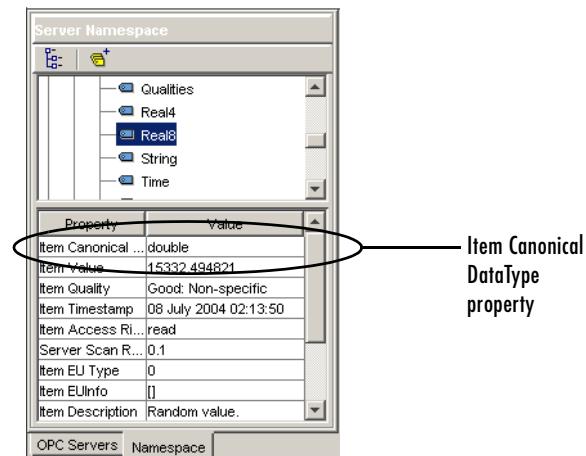 Server Namespace
Qualities
Real4
Real8
String
Time
Property Value
Item Canonical ... double
Item Value 15332.494821
Item Quality Good: Non-specific
Item Timestamp 08 July 2004 02:13:50
Item Access Ri... read
Server Scan R... 0.1
Item EU Type 0
Item EUInfo []
Item Description Random value.
OPC Servers Namespace
Item Canonical
DataType
property